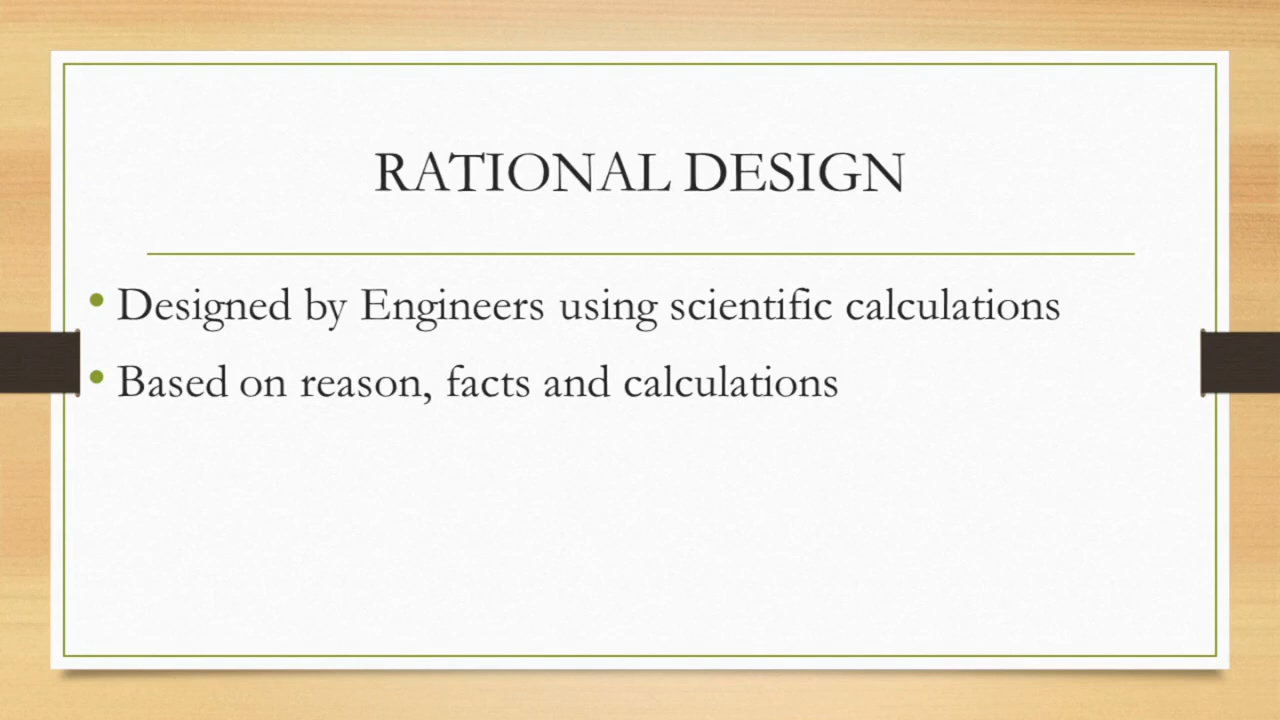 RATIONAL DESIGN
• Designed by Engineers using scientific calculations
• Based on reason, facts and calculations